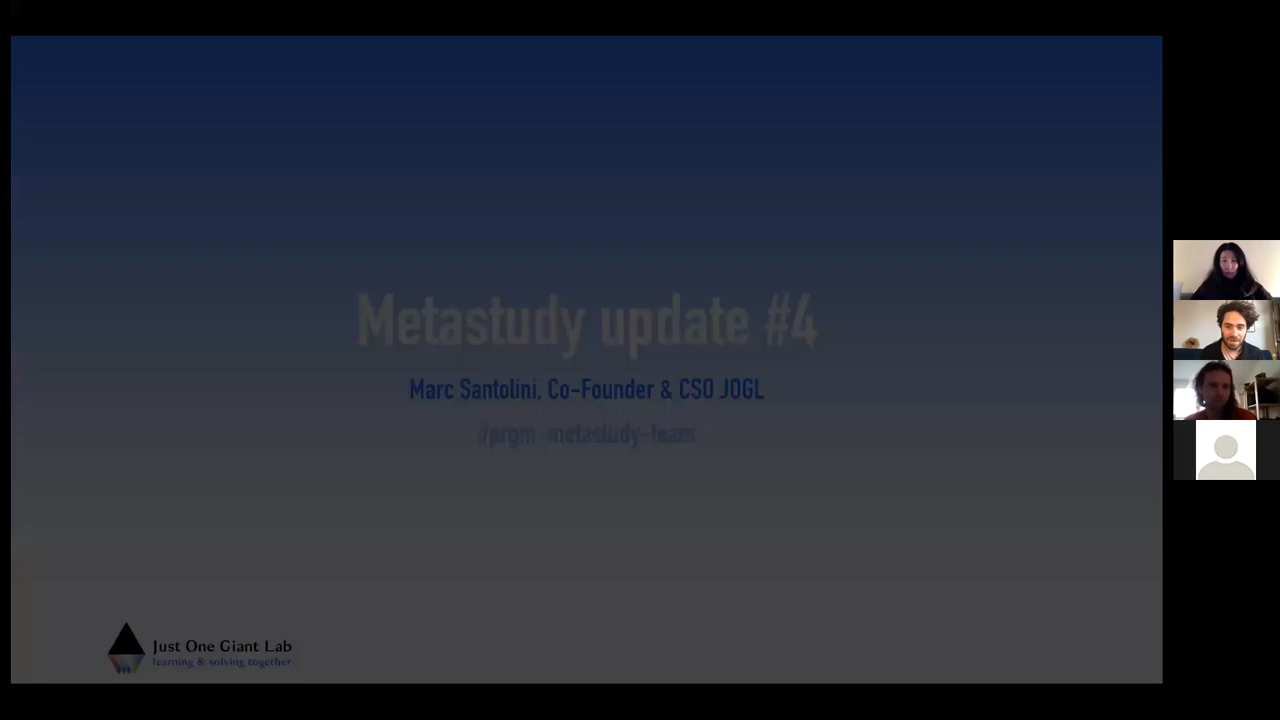 Metastudy update #4
Marc Santolini, Co-Founder & CSO JOGL
#prgm-metastudy-team
Just One Giant Lab
learning & solving together